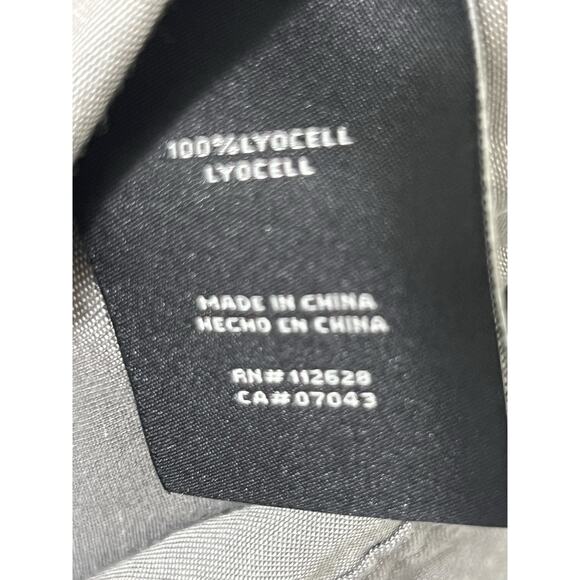 100%LYOCELL
LYOCELL
MADE IN CHINA
HECHO EN CHINA
RN# 112628
CA# 07043